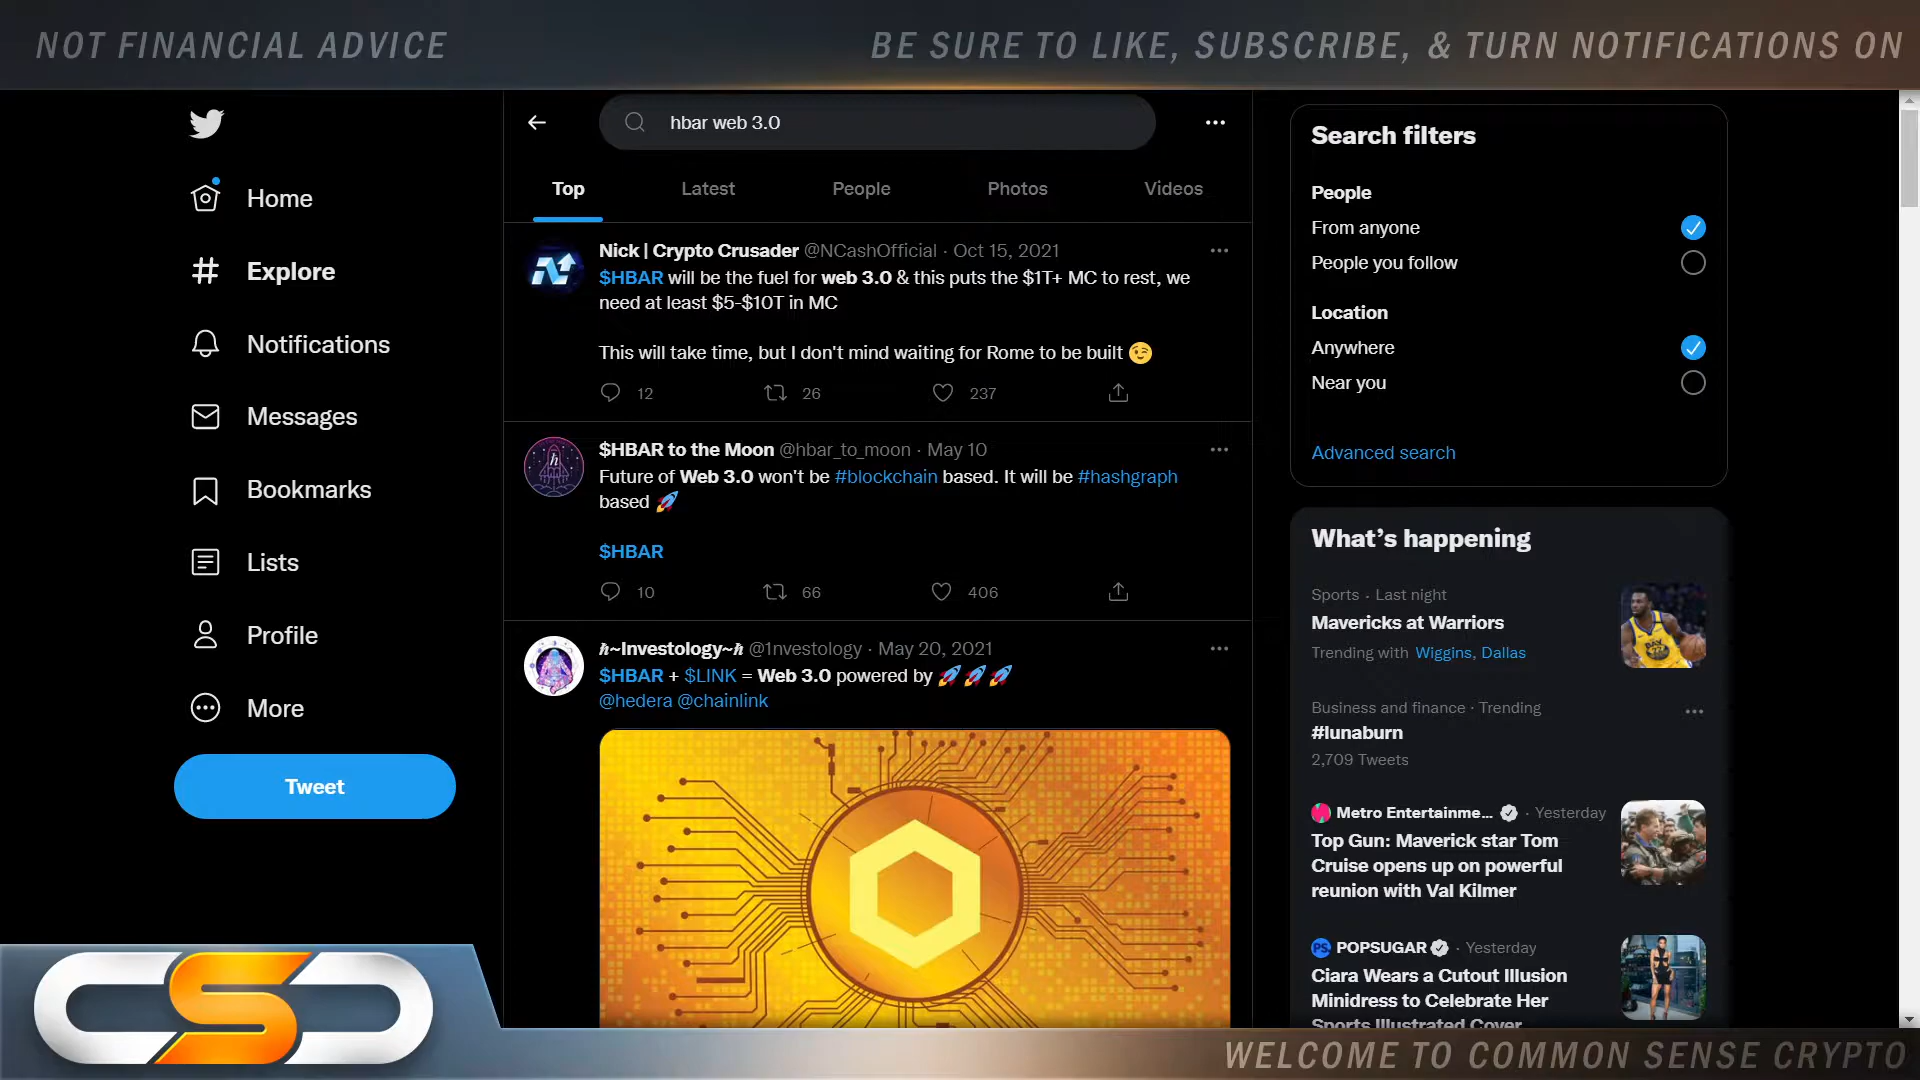 NOT FINANCIAL ADVICE
BE SURE TO LIKE, SUBSCRIBE, & TURN NOTIFICATIONS ON
hbar web 3.0
Home
Explore
Notifications
Messages
Bookmarks
Lists
Profile
More
Tweet
Top
Latest
People
Photos
Videos
Nick | Crypto Crusader @NCashOfficial · Oct 15, 2021
$HBAR will be the fuel for web 3.0 & this puts the $1T+ MC to rest, we
need at least $5-$10T in MC
This will take time, but I don't mind waiting for Rome to be built 😉
12
26
237
$HBAR to the Moon @hbar_to_moon · May 10
Future of Web 3.0 won't be #blockchain based. It will be #hashgraph
based 🚀
$HBAR
10
66
406
ℏ~Investology~ℏ @1nvestology · May 20, 2021
$HBAR + $LINK = Web 3.0 powered by 🚀🚀🚀
@hedera @chainlink
Search filters
People
From anyone
People you follow
Location
Anywhere
Near you
Advanced search
What's happening
Sports · Last night
Mavericks at Warriors
Trending with Wiggins, Dallas
Business and finance · Trending
#lunaburn
2,709 Tweets
Metro Entertainme... · Yesterday
Top Gun: Maverick star Tom
Cruise opens up on powerful
reunion with Val Kilmer
PS POPSUGAR · Yesterday
Ciara Wears a Cutout Illusion
Minidress to Celebrate Her
Sports Illustrated Cover
CSC
WELCOME TO COMMON SENSE CRYPTO